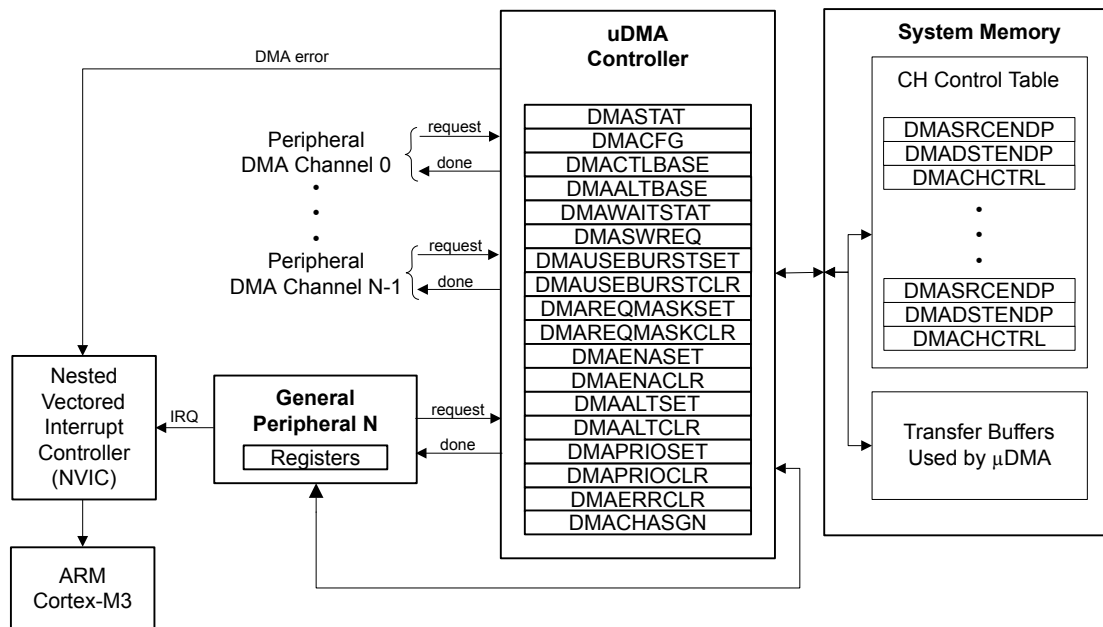 uDMA
Controller
System Memory
DMA error
CH Control Table
DMASTAT
DMACFG
DMACTLBASE
DMAALTBASE
DMAWAITSTAT
DMASWREQ
DMAUSEBURSTSET
DMAUSEBURSTCLR
DMAREQMASKSET
DMAREQMASKCLR
DMAENASET
DMAENACLR
DMAALTSET
DMAALTCLR
DMAPRIOSET
DMAPRIOCLR
DMAERRCLR
DMACHASGN
request
Peripheral
DMA Channel 0
done
request
Peripheral
DMA Channel N-1
done
DMASRCENDP
DMADSTENDP
DMACHCTRL
DMASRCENDP
DMADSTENDP
DMACHCTRL
Transfer Buffers
Used by μDMA
Nested
Vectored
Interrupt
Controller
(NVIC)
IRQ
General
Peripheral N
Registers
request
done
ARM
Cortex-M3